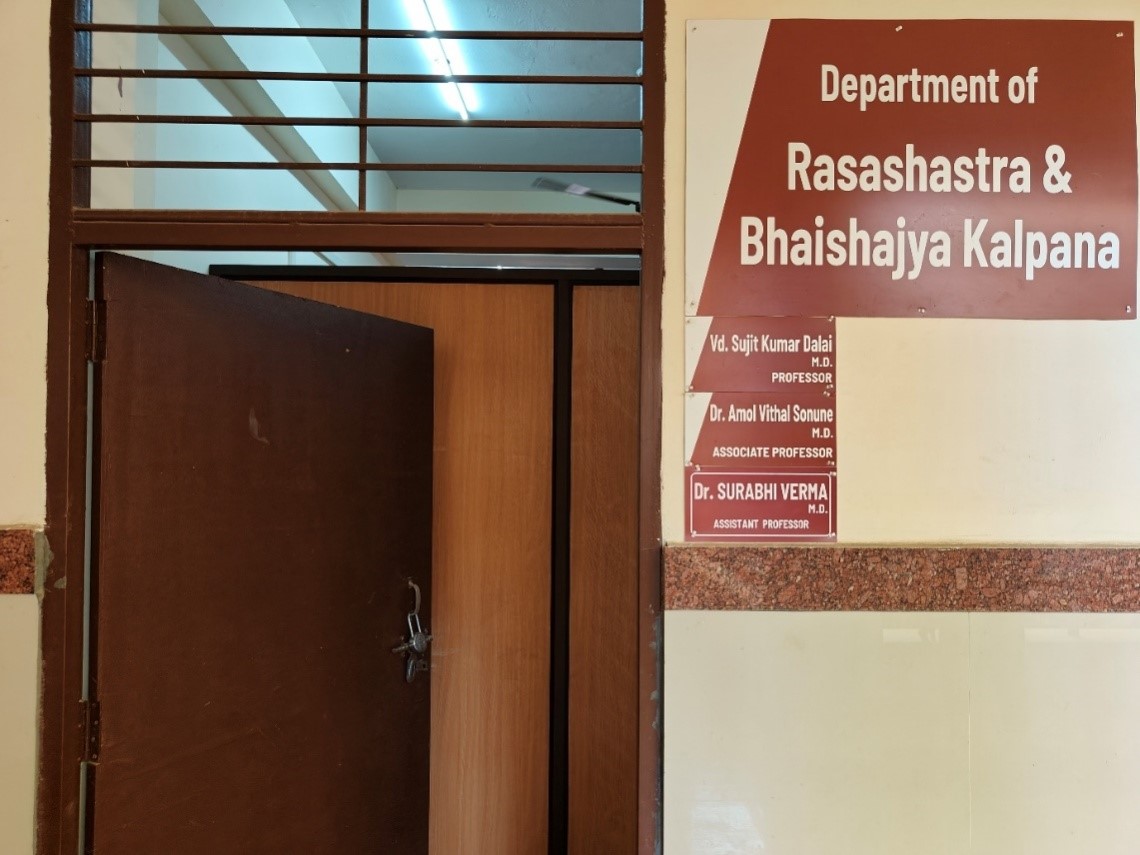 Department of
Rasashastra &
Bhaishajya Kalpana
Vd. Sujit Kumar Dalai
M.D.
PROFESSOR
Dr. Amol Vithal Sonune
M.D.
ASSOCIATE PROFESSOR
Dr. SURABHI VERMA
M.D.
ASSISTANT PROFESSOR